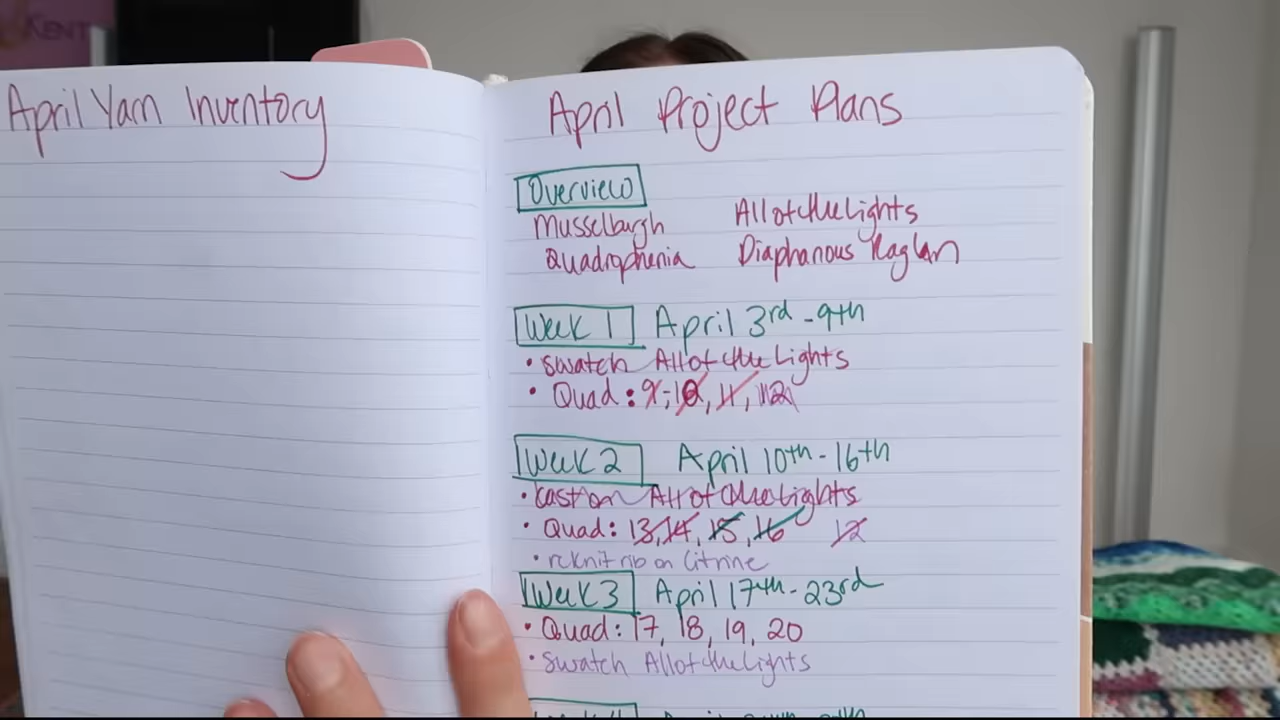 KENT
April Yarn Inventory
April Project Plans
Overview
Musselburgh
All of the Lights
Quadrophenia
Diaphanous Raglan
Week 1 April 3rd - 9th
• Swatch All of the Lights
• Quad: 9, 10, 11, 12
Week 2 April 10th - 16th
• Cast on All of the Lights
• Quad: 13, 14, 15, 16 12
• reknit rib on Citrine
Week 3 April 17th - 23rd
• Quad: 17, 18, 19, 20
• Swatch All of the Lights